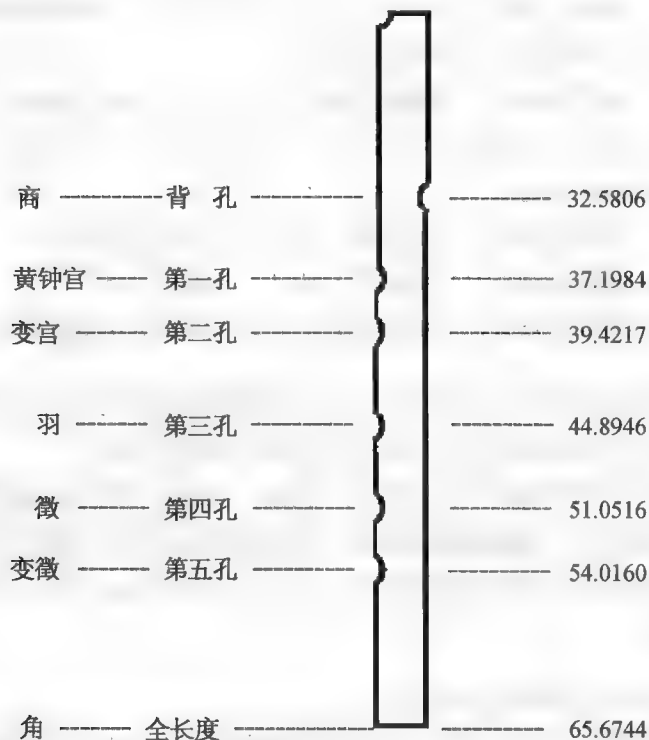 商 背 孔 32.5806
黄钟宫 第一孔 37.1984
变宫 第二孔 39.4217
羽 第三孔 44.8946
徵 第四孔 51.0516
变徵 第五孔 54.0160
角 全长度 65.6744